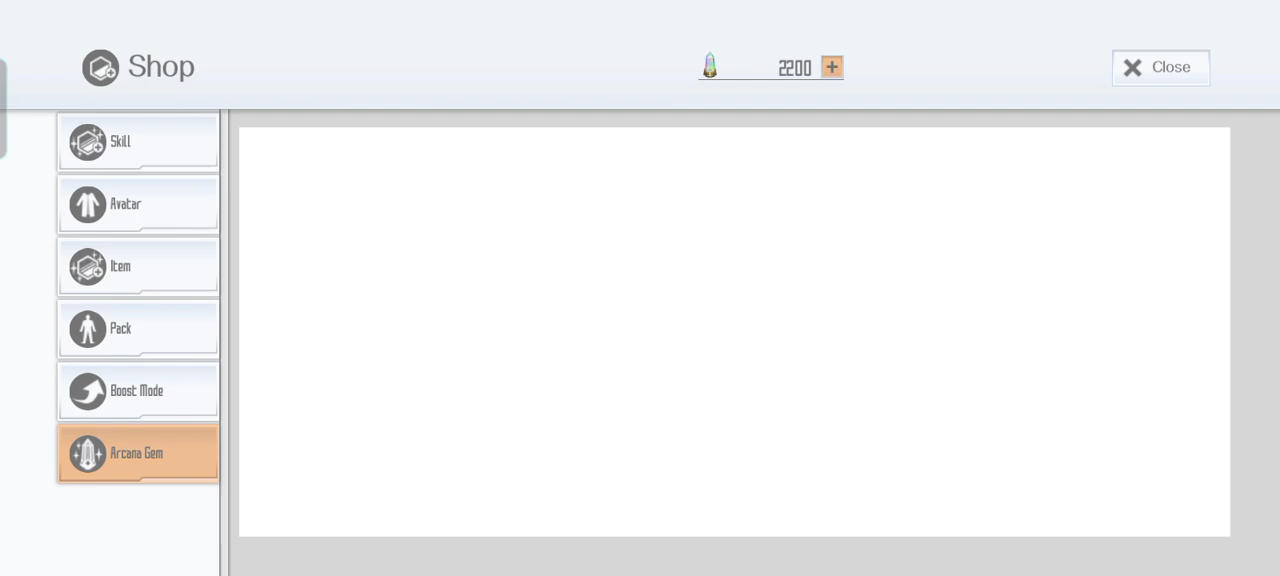 Shop
2200
Close
Skill
Avatar
Item
Pack
Boost Mode
Arcana Gem